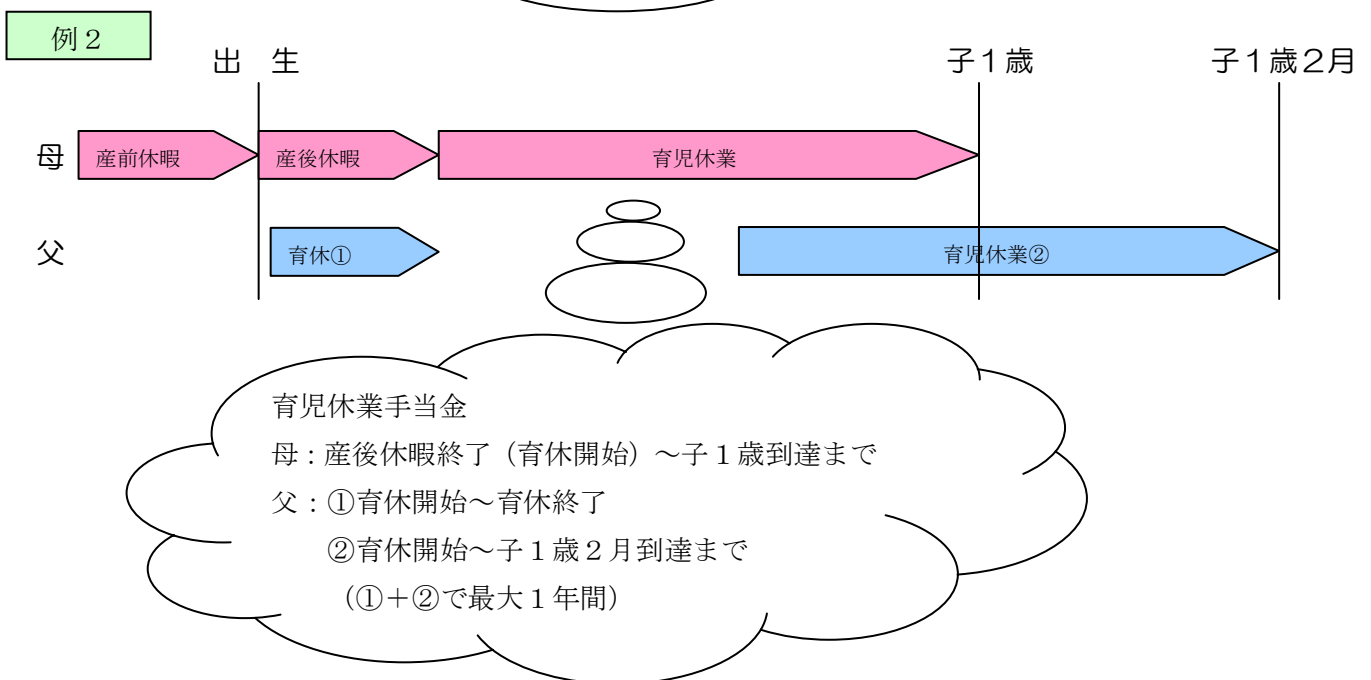 例２
出 生
子１歳
子１歳２月
母
産前休暇
産後休暇
育児休業
父
育休①
育児休業②
育児休業手当金
母：産後休暇終了（育休開始）～子１歳到達まで
父：①育休開始～育休終了
②育休開始～子１歳２月到達まで
（①＋②で最大１年間）